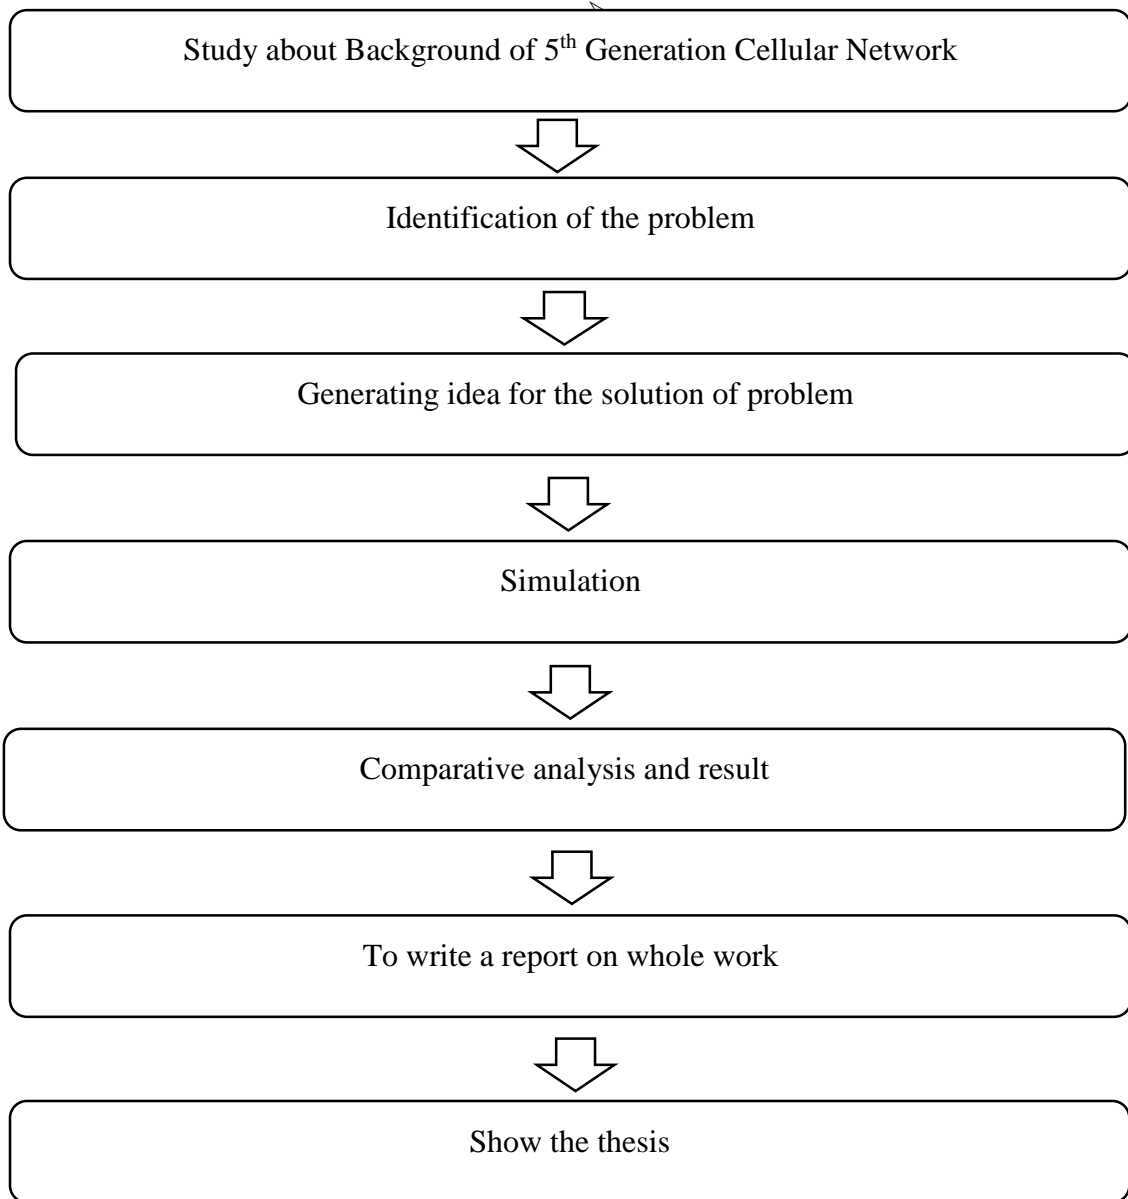 Study about Background of 5th Generation Cellular Network
Identification of the problem
Generating idea for the solution of problem
Simulation
Comparative analysis and result
To write a report on whole work
Show the thesis